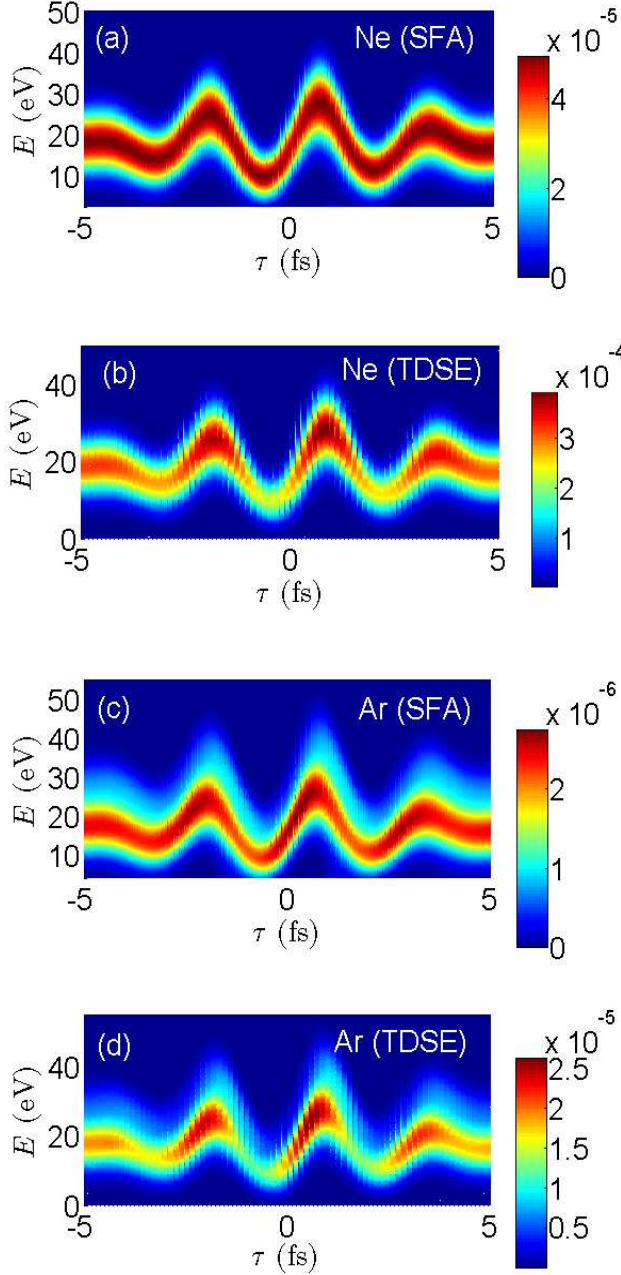 x 10 -5
(a) Ne (SFA)
E (eV)
50
40
30
20
10
-5 0 5
τ (fs)
4
2
0
x 10 -4
(b) Ne (TDSE)
E (eV)
40
20
0
-5 0 5
τ (fs)
3
2
1
x 10 -6
(c) Ar (SFA)
E (eV)
50
40
30
20
10
-5 0 5
τ (fs)
2
1
0
x 10 -5
(d) Ar (TDSE)
E (eV)
40
20
0
-5 0 5
τ (fs)
2.5
2
1.5
1
0.5